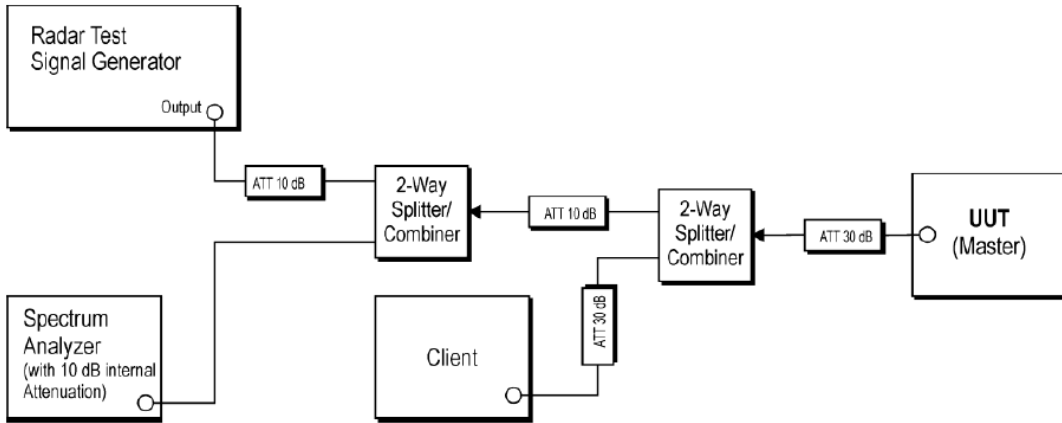 Radar Test
Signal Generator
Output
ATT 10 dB
2-Way
Splitter/
Combiner
ATT 10 dB
2-Way
Splitter/
Combiner
ATT 30 dB
UUT
(Master)
Spectrum
Analyzer
(with 10 dB internal
Attenuation)
Client
ATT 30 dB